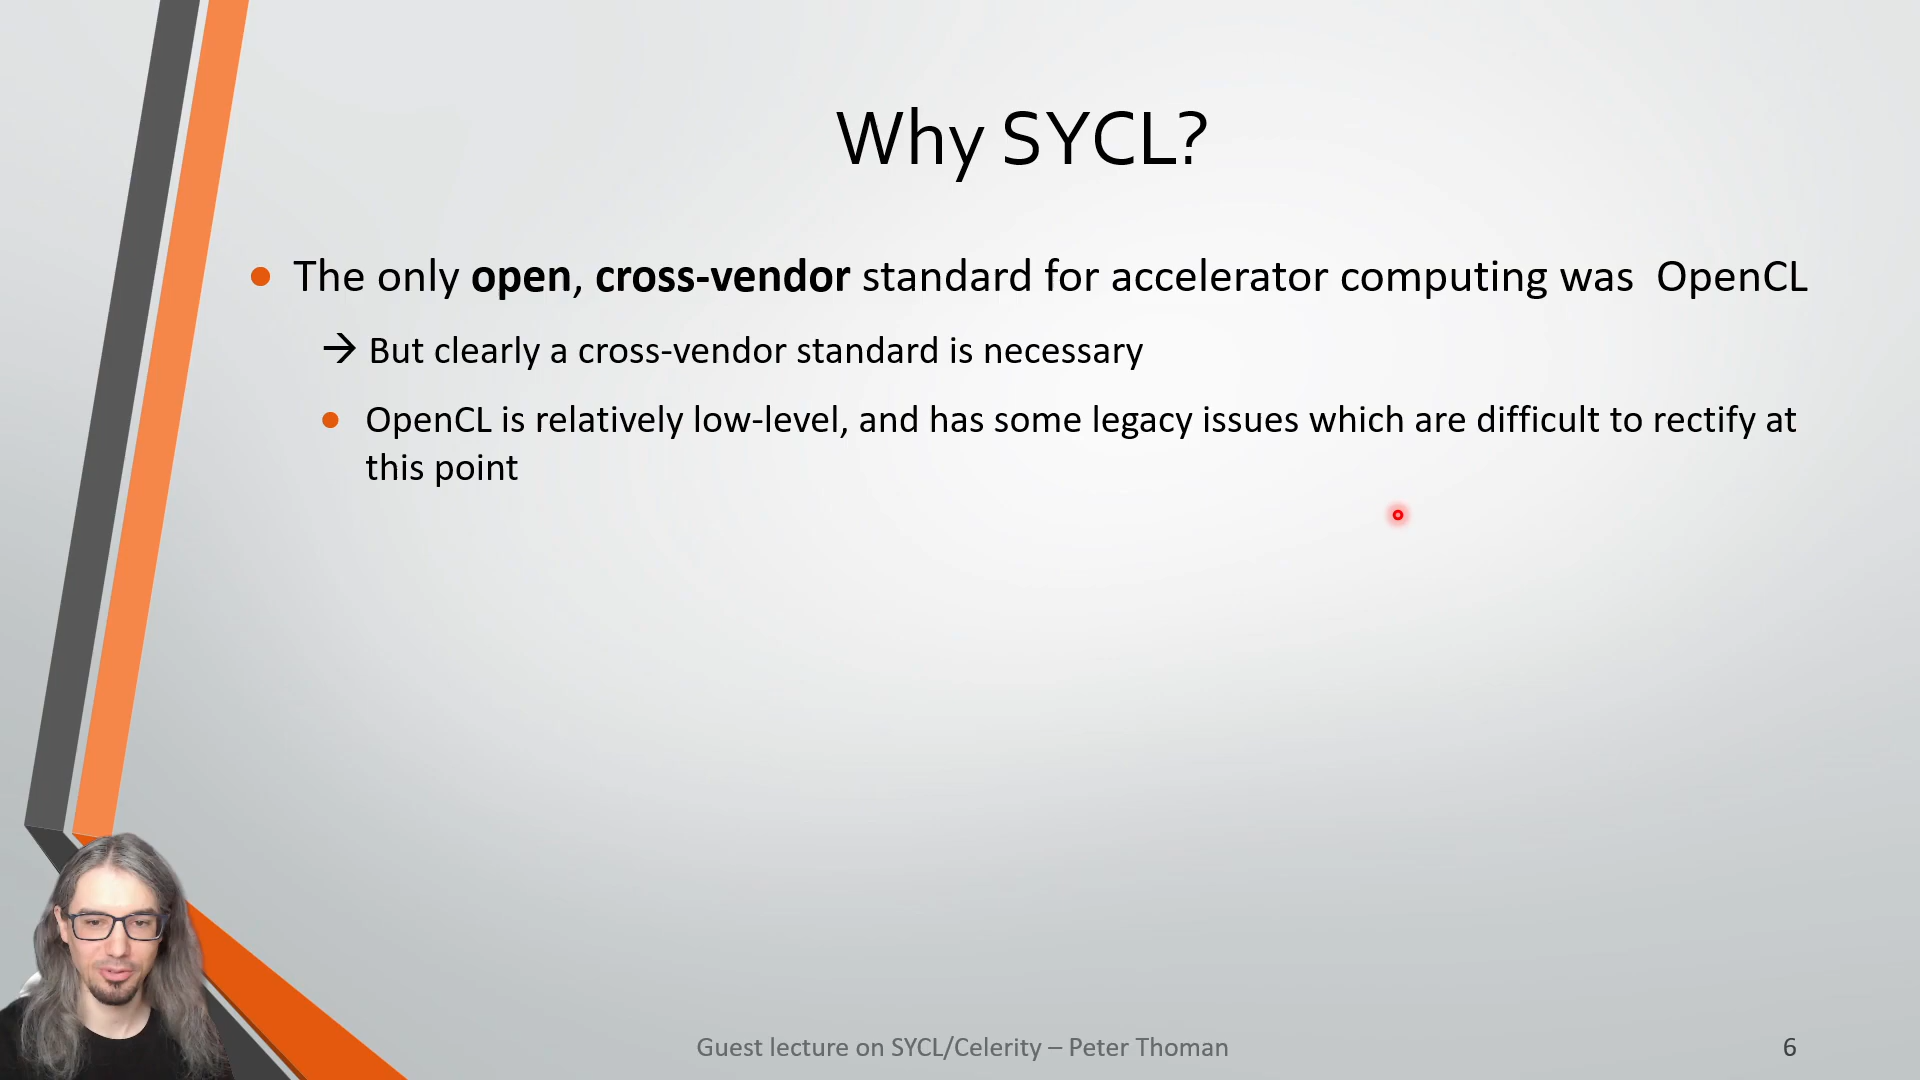 Why SYCL?
The only open, cross-vendor standard for accelerator computing was  OpenCL
→ But clearly a cross-vendor standard is necessary
OpenCL is relatively low-level, and has some legacy issues which are difficult to rectify at
this point
Guest lecture on SYCL/Celerity – Peter Thoman
6